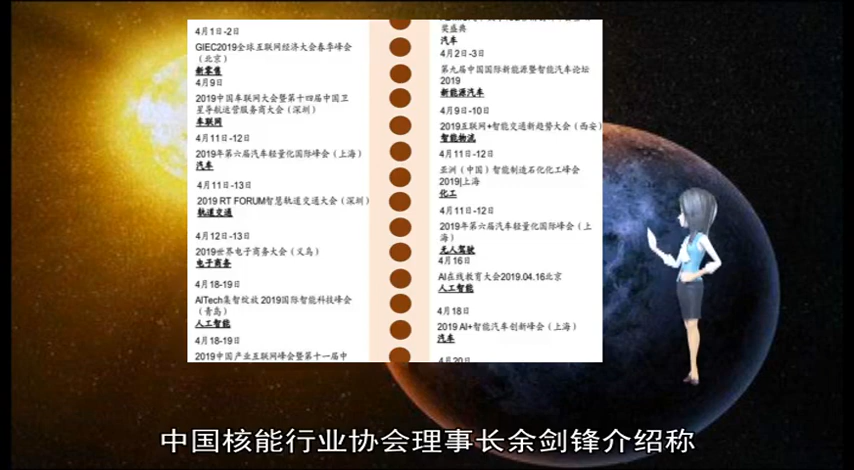 4月1日-2日
GIEC2019全球互联网经济大会春季峰会
（北京）
新零售
4月9日
2019中国车联网大会暨第十四届中国卫
星导航运营服务商大会（深圳）
车联网
4月11日-12日
2019年第六届汽车轻量化国际峰会（上海）
汽车
4月11日-13日
2019 RT FORUM智慧轨道交通大会（深圳）
轨道交通
4月12日-13日
2019世界电子商务大会（义乌）
电子商务
4月18日-19日
AITech集智绽放 2019国际智能科技峰会
（青岛）
人工智能
4月18日-19日
2019中国产业互联网峰会暨第十一届中
奖盛典
汽车
4月2日-3日
第九届中国国际新能源暨智能汽车论坛
2019
新能源汽车
4月9日-10日
2019互联网+智能交通新趋势大会（西安）
智能物流
4月11日-12日
亚洲（中国）智能制造石化化工峰会
2019|上海
化工
4月11日-12日
2019年第六届汽车轻量化国际峰会（上
海）
无人驾驶
4月16日
AI在线教育大会2019.04.16北京
人工智能
4月18日
2019 AI+智能汽车创新峰会（上海）
汽车
4月20日
中国核能行业协会理事长余剑锋介绍称